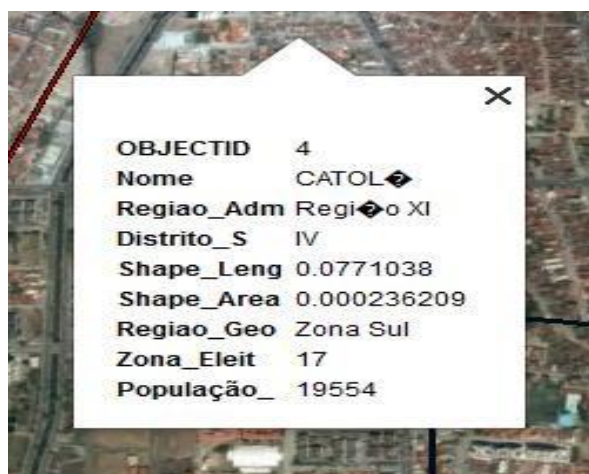 OBJECTID 4
Nome CATOL�
Regiao_Adm Regi�o XI
Distrito_S IV
Shape_Leng 0.0771038
Shape_Area 0.000236209
Regiao_Geo Zona Sul
Zona_Eleit 17
População_ 19554